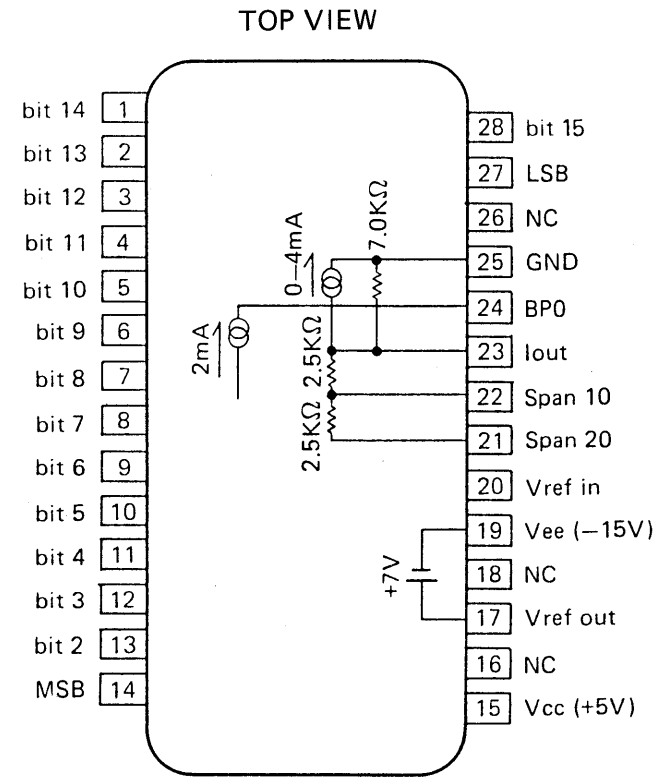 TOP VIEW
bit 14 1
bit 13 2
bit 12 3
bit 11 4
bit 10 5
bit 9 6
bit 8 7
bit 7 8
bit 6 9
bit 5 10
bit 4 11
bit 3 12
bit 2 13
MSB 14
2mA
0–4mA
7.0KΩ
2.5KΩ
2.5KΩ
+7V
28 bit 15
27 LSB
26 NC
25 GND
24 BPO
23 Iout
22 Span 10
21 Span 20
20 Vref in
19 Vee (–15V)
18 NC
17 Vref out
16 NC
15 Vcc (+5V)